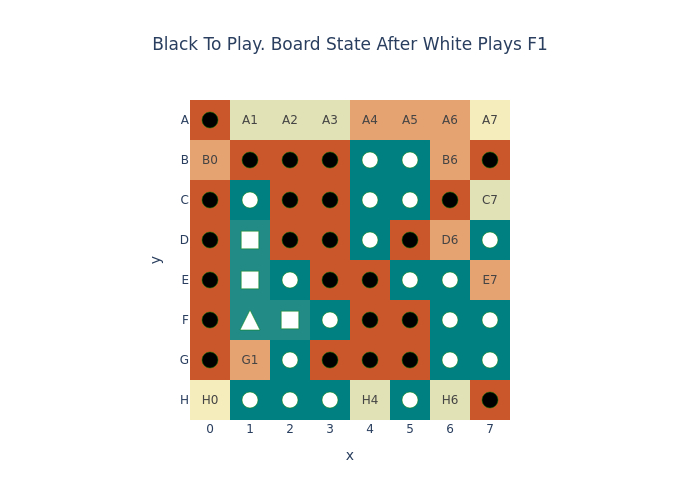 Black To Play. Board State After White Plays F1
A A1 A2 A3 A4 A5 A6 A7
B B0 B6
C C7
D D6
E E7
F
G G1
H H0 H4 H6
0 1 2 3 4 5 6 7
x
y